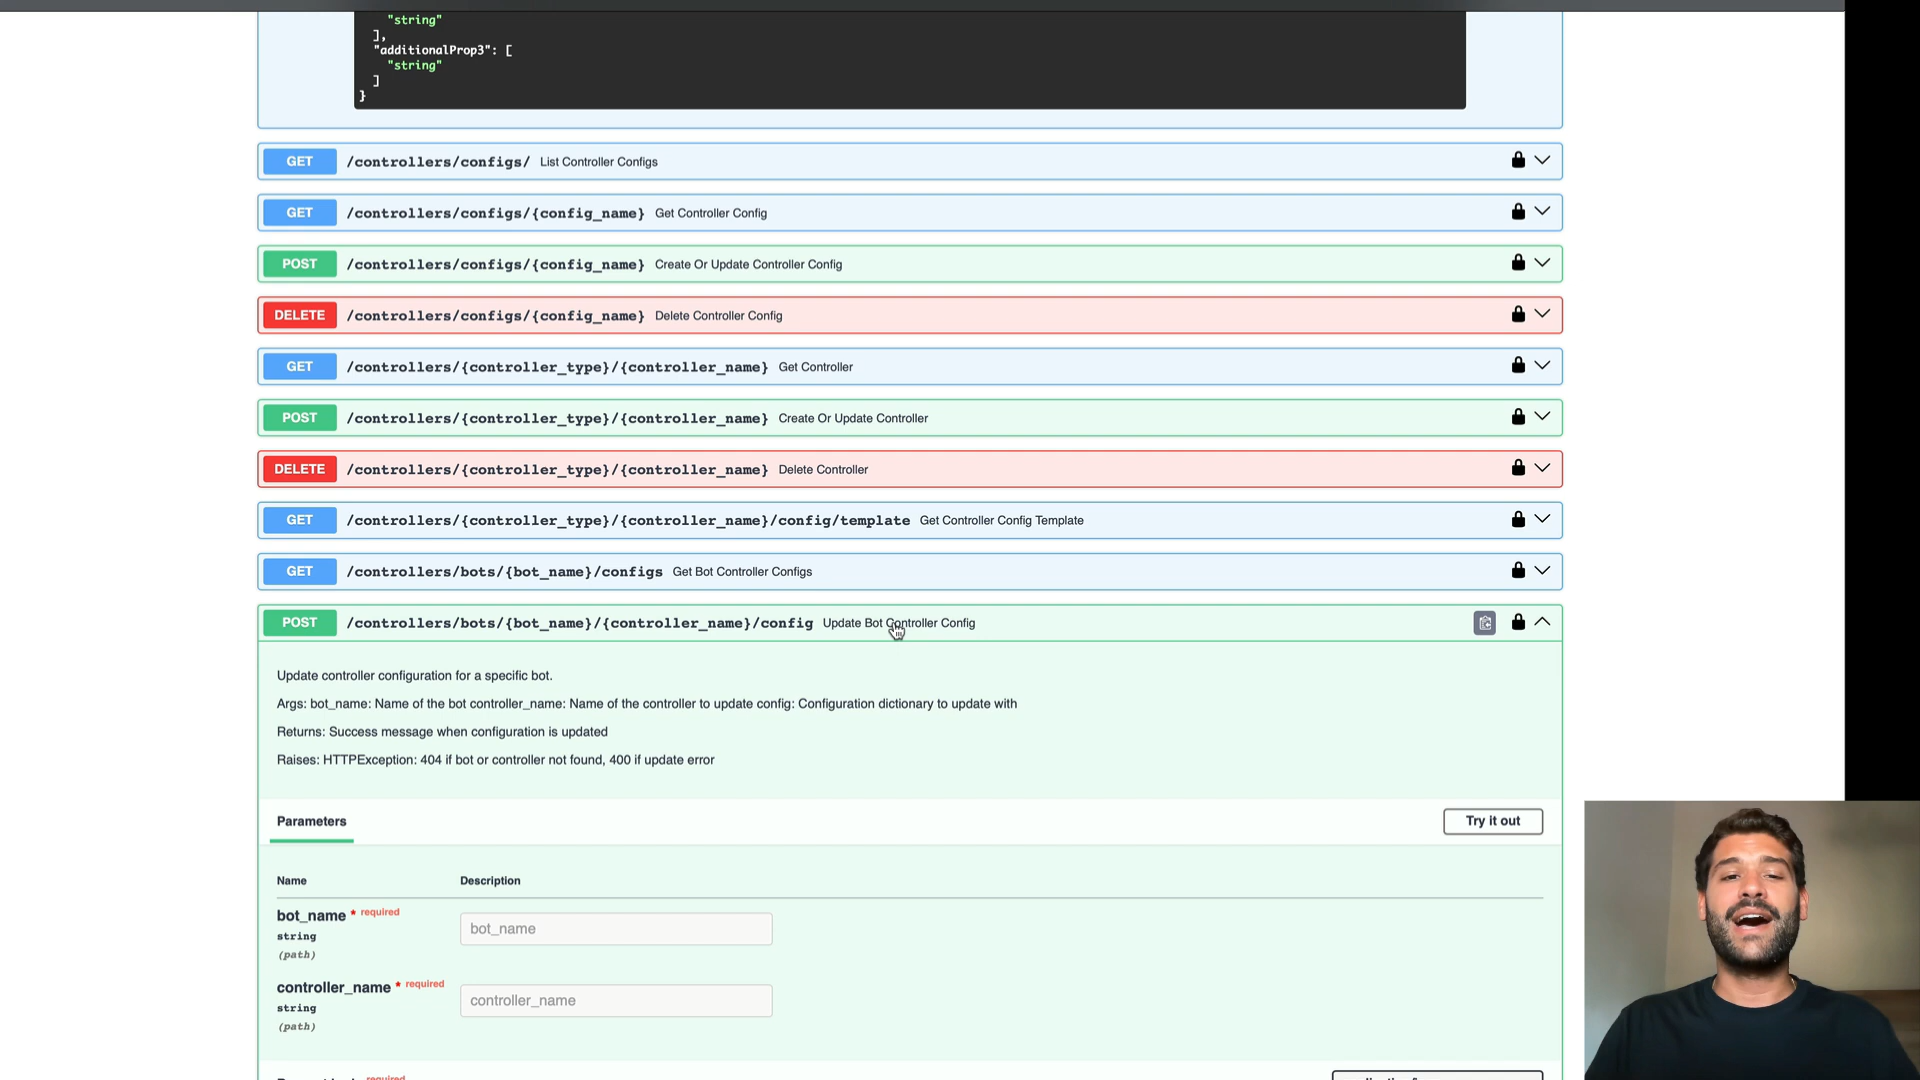 "string"
],
"additionalProp3": [
"string"
]
}
GET /controllers/configs/ List Controller Configs
GET /controllers/configs/{config_name} Get Controller Config
POST /controllers/configs/{config_name} Create Or Update Controller Config
DELETE /controllers/configs/{config_name} Delete Controller Config
GET /controllers/{controller_type}/{controller_name} Get Controller
POST /controllers/{controller_type}/{controller_name} Create Or Update Controller
DELETE /controllers/{controller_type}/{controller_name} Delete Controller
GET /controllers/{controller_type}/{controller_name}/config/template Get Controller Config Template
GET /controllers/bots/{bot_name}/configs Get Bot Controller Configs
POST /controllers/bots/{bot_name}/{controller_name}/config Update Bot Controller Config
Update controller configuration for a specific bot.
Args: bot_name: Name of the bot controller_name: Name of the controller to update config: Configuration dictionary to update with
Returns: Success message when configuration is updated
Raises: HTTPException: 404 if bot or controller not found, 400 if update error
Parameters Try it out
Name Description
bot_name * required bot_name
string
(path)
controller_name * required controller_name
string
(path)
required